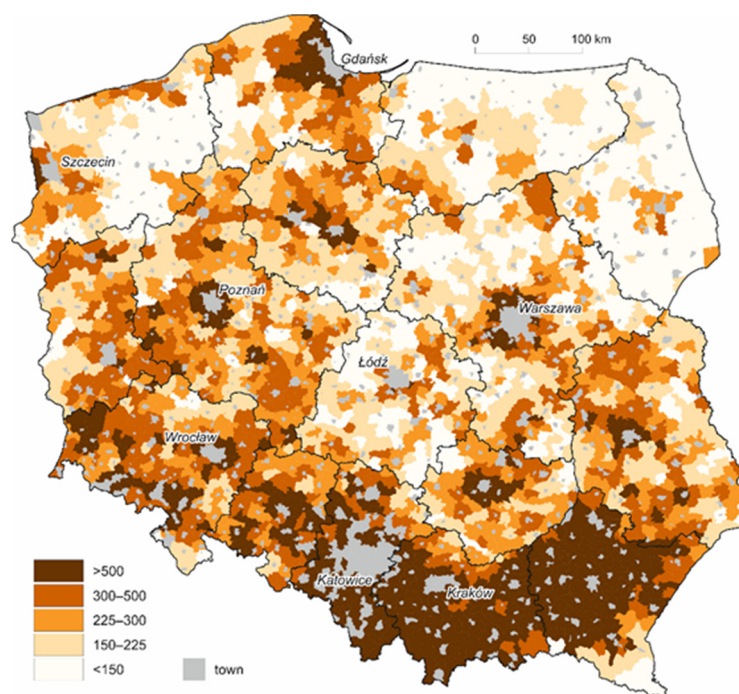 0 50 100 km
Gdańsk
Szczecin
Poznań
Warszawa
Łódź
Wrocław
Katowice
Kraków
>500
300–500
225–300
150–225
<150
town